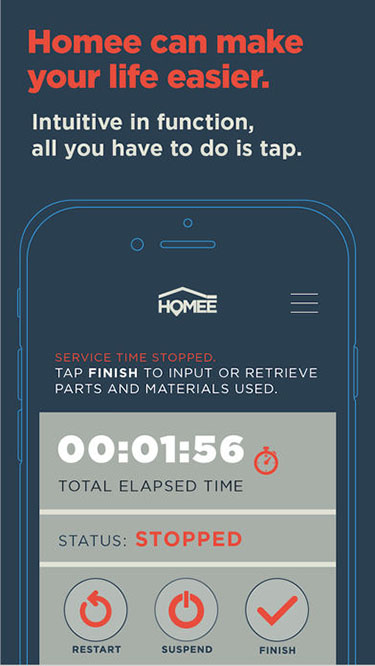 Homee can make
your life easier.
Intuitive in function,
all you have to do is tap.
HOMEE
SERVICE TIME STOPPED.
TAP FINISH TO INPUT OR RETRIEVE
PARTS AND MATERIALS USED.
00:01:56
TOTAL ELAPSED TIME
STATUS: STOPPED
RESTART SUSPEND FINISH